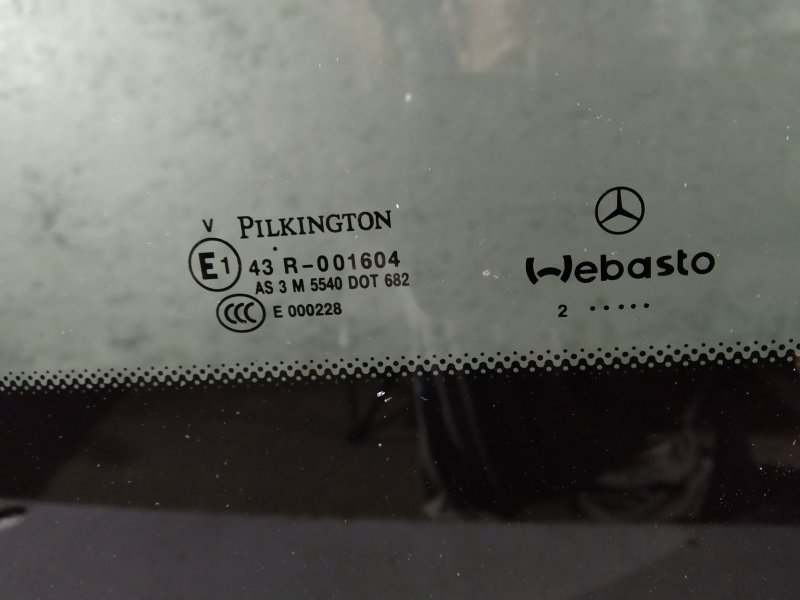 V PILKINGTON
E1 43 R-001604
AS 3 M 5540 DOT 682
CCC E 000228
Webasto
2 .....